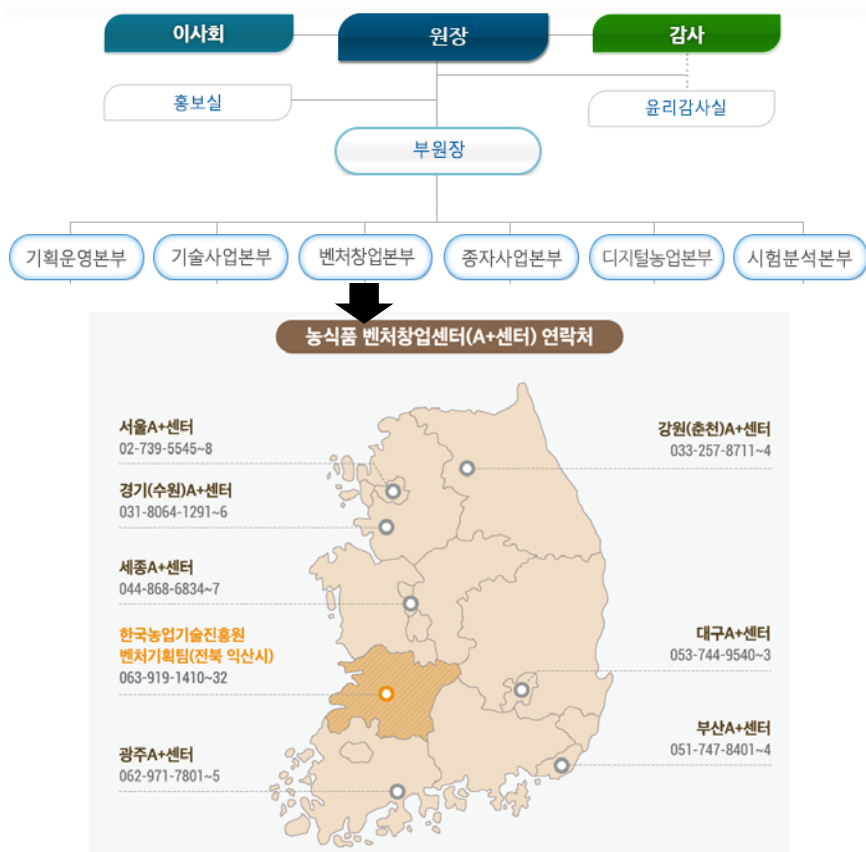 이사회
원장
감사
홍보실
윤리감사실
부원장
기획운영본부
기술사업본부
벤처창업본부
종자사업본부
디지털농업본부
시험분석본부
농식품 벤처창업센터(A+센터) 연락처
서울A+센터
02-739-5545~8
강원(춘천)A+센터
033-257-8711~4
경기(수원)A+센터
031-8064-1291~6
세종A+센터
044-868-6834~7
한국농업기술진흥원
벤처기획팀(전북 익산시)
063-919-1410~32
대구A+센터
053-744-9540~3
부산A+센터
051-747-8401~4
광주A+센터
062-971-7801~5